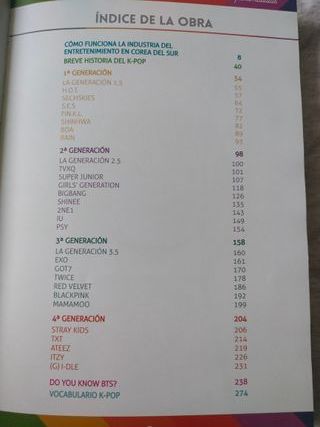 ÍNDICE DE LA OBRA
CÓMO FUNCIONA LA INDUSTRIA DEL
ENTRETENIMIENTO EN COREA DEL SUR 8
BREVE HISTORIA DEL K-POP 40
1ª GENERACIÓN 54
LA GENERACIÓN 1.5 55
H.O.T. 57
SECHSKIES 64
S.E.S 72
FIN.K.L 77
SHINHWA 82
BOA 89
RAIN 93
2ª GENERACIÓN 98
LA GENERACIÓN 2.5 100
TVXQ 101
SUPER JUNIOR 107
GIRLS' GENERATION 118
BIGBANG 126
SHINEE 131
2NE1 135
IU 143
PSY 149
154
3ª GENERACIÓN 158
LA GENERACIÓN 3.5 160
EXO 161
GOT7 170
TWICE 178
RED VELVET 186
BLACKPINK 192
MAMAMOO 199
4ª GENERACIÓN 204
STRAY KIDS 206
TXT 214
ATEEZ 219
ITZY 226
(G) I-DLE 231
DO YOU KNOW BTS? 238
VOCABULARIO K-POP 274